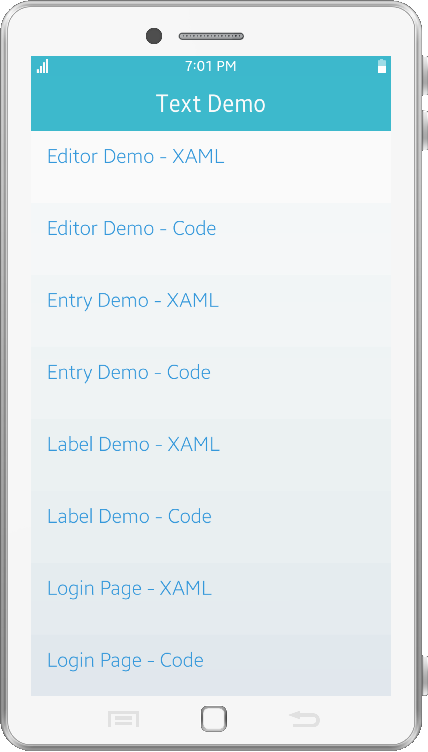 7:01 PM
Text Demo
Editor Demo - XAML
Editor Demo - Code
Entry Demo - XAML
Entry Demo - Code
Label Demo - XAML
Label Demo - Code
Login Page - XAML
Login Page - Code